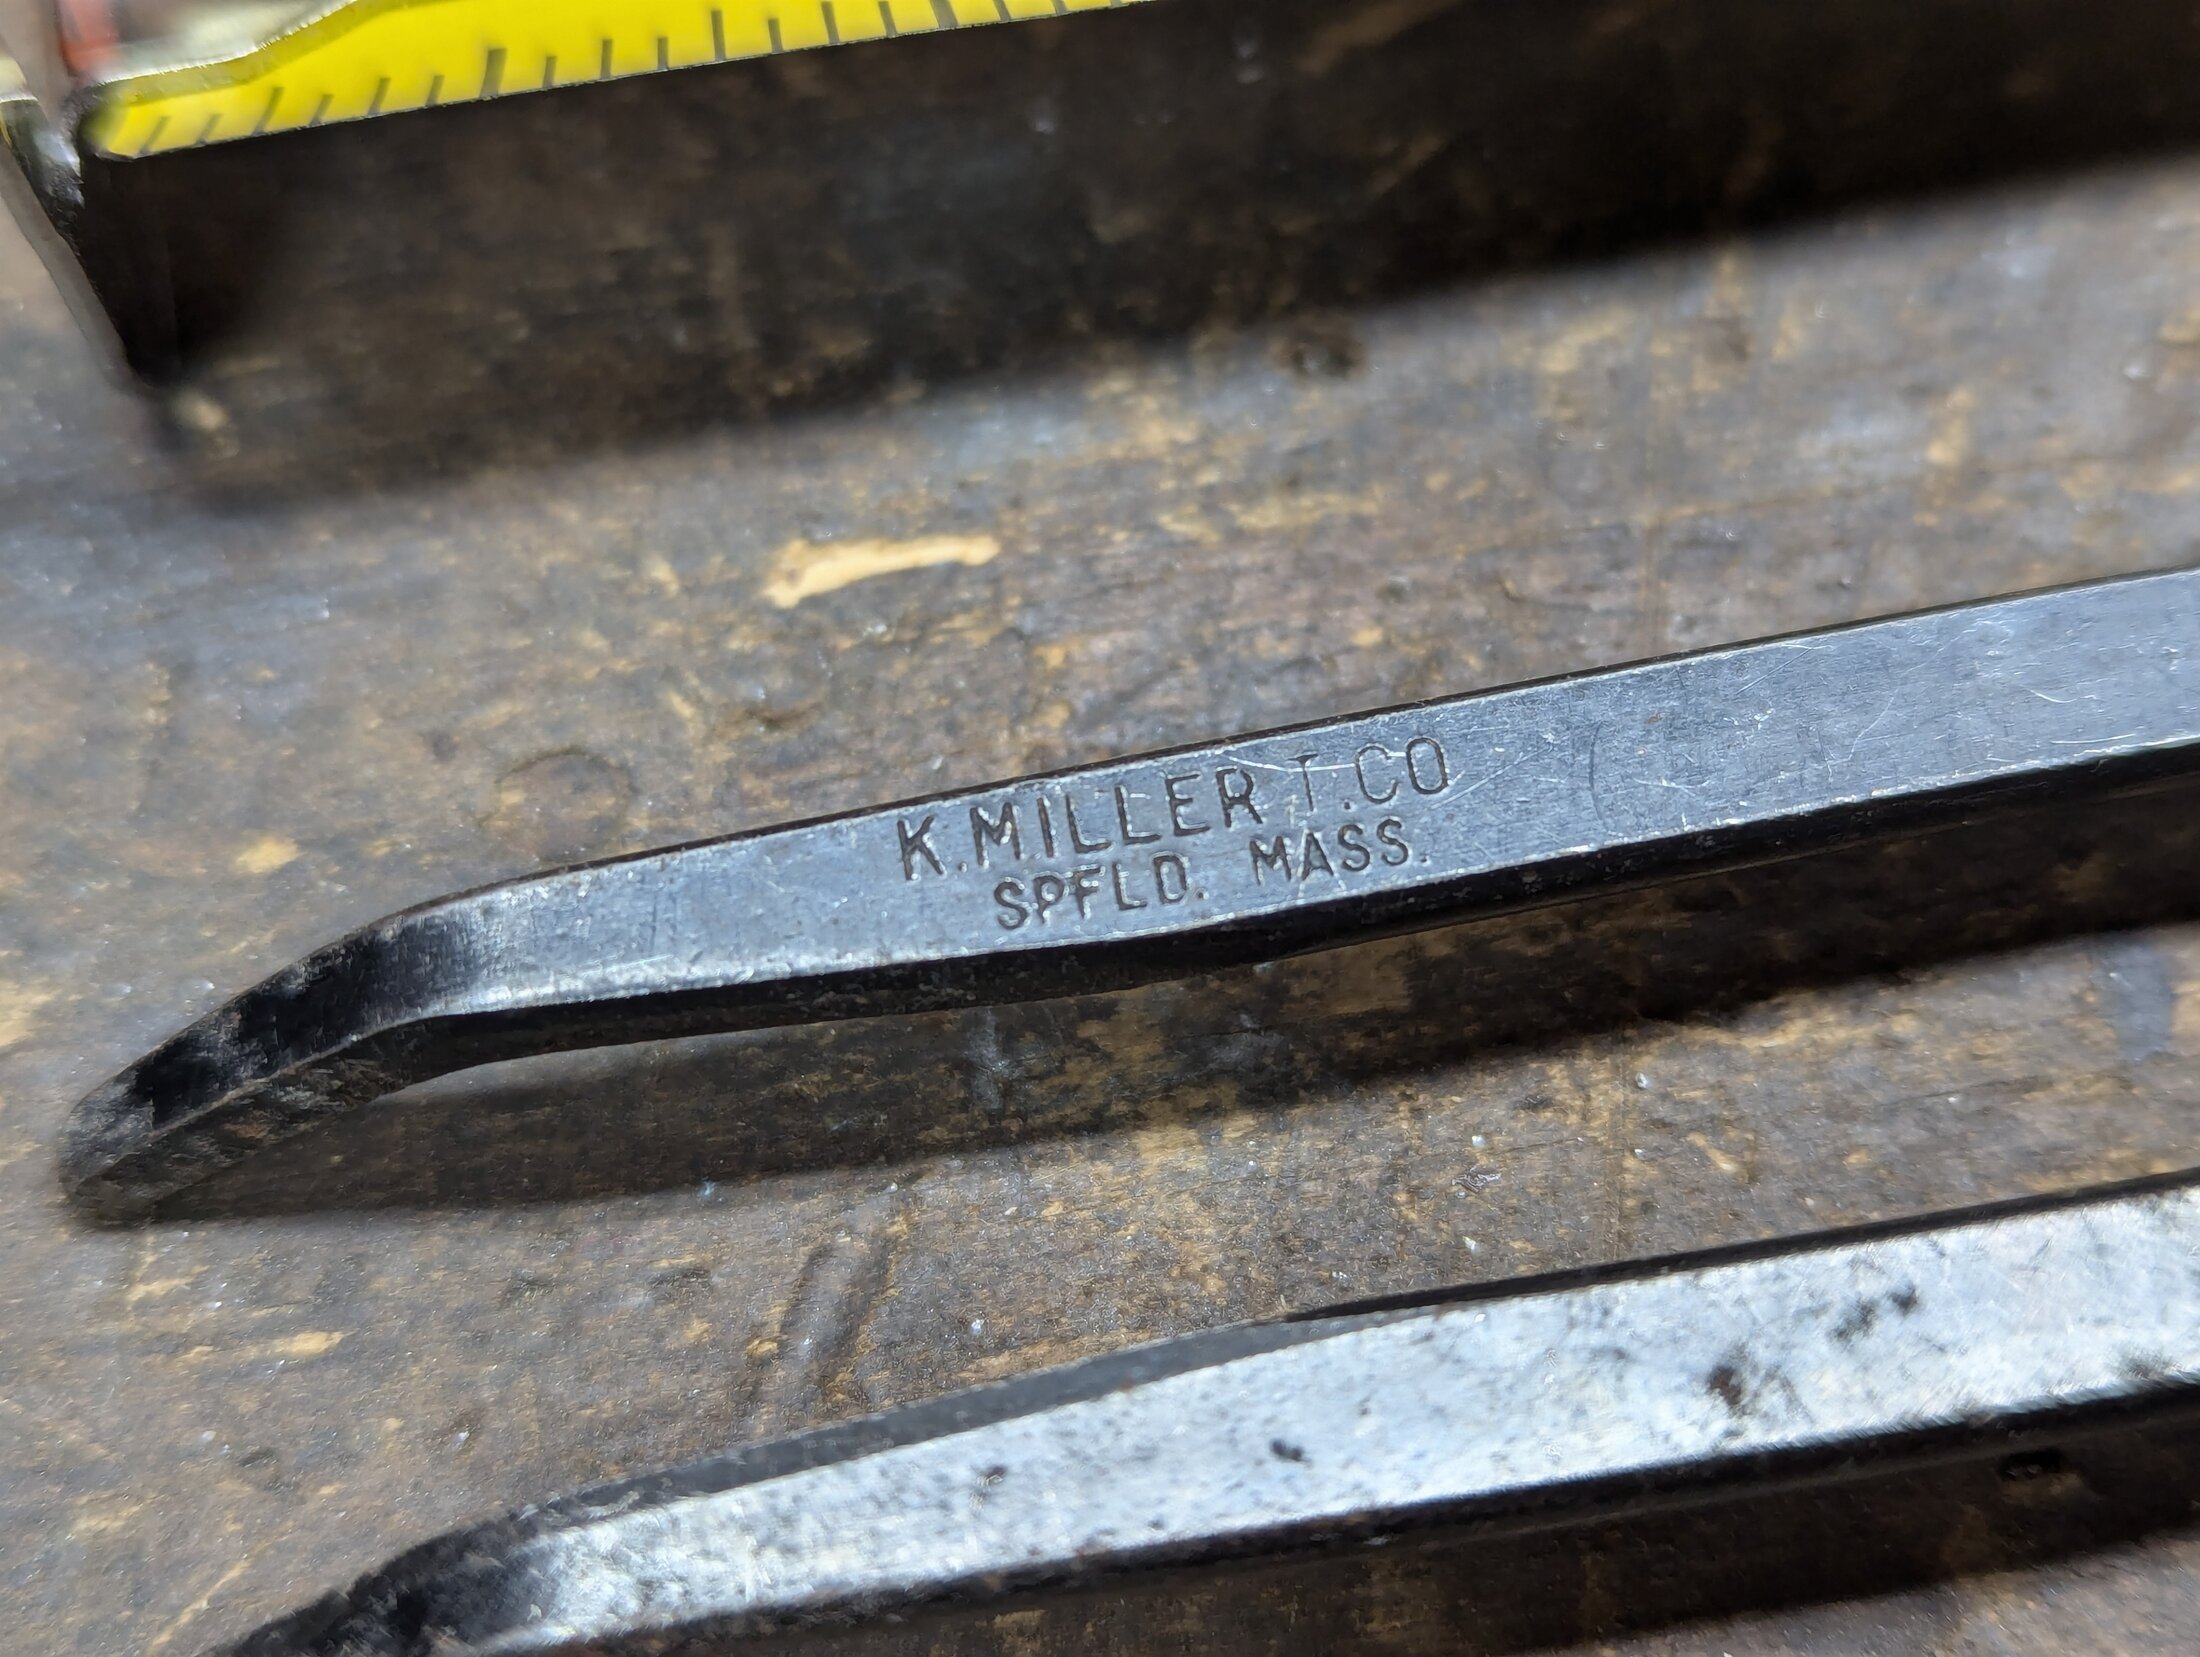 K.MILLER T.CO
SPFLD. MASS.